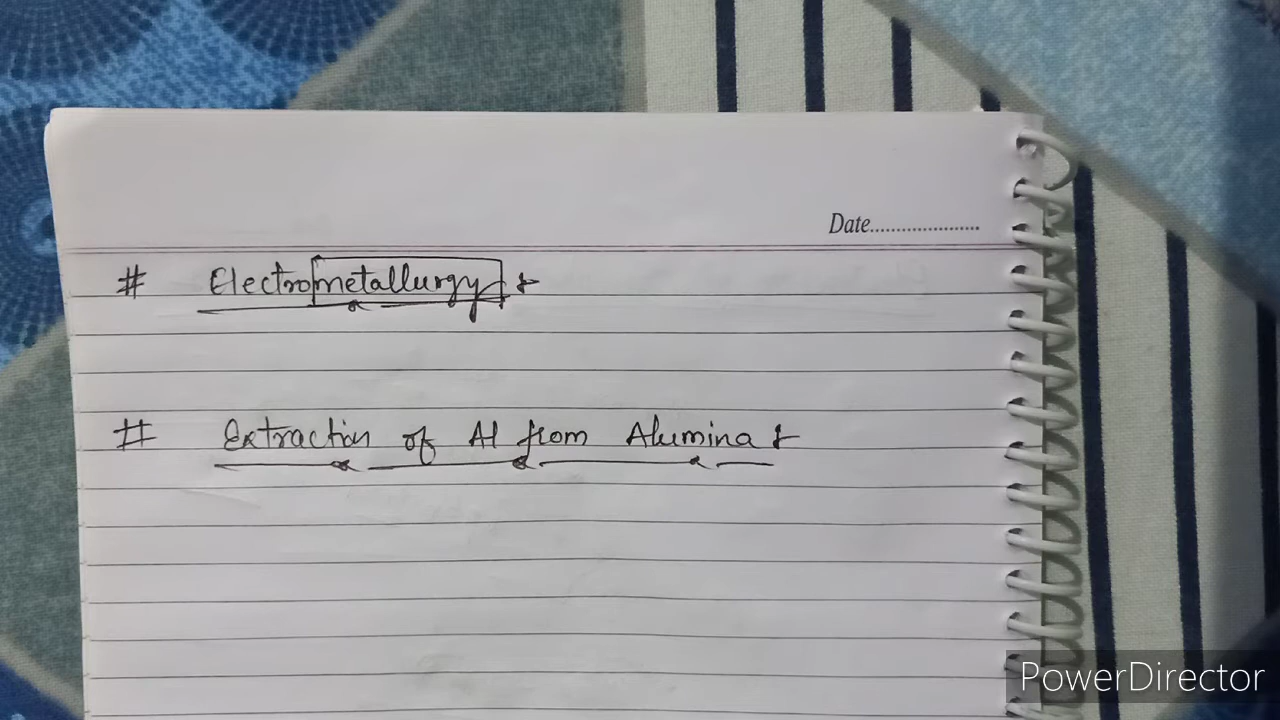 Date.....................
# Electrometallurgy :-
# Extraction of Al from Alumina :-
PowerDirector